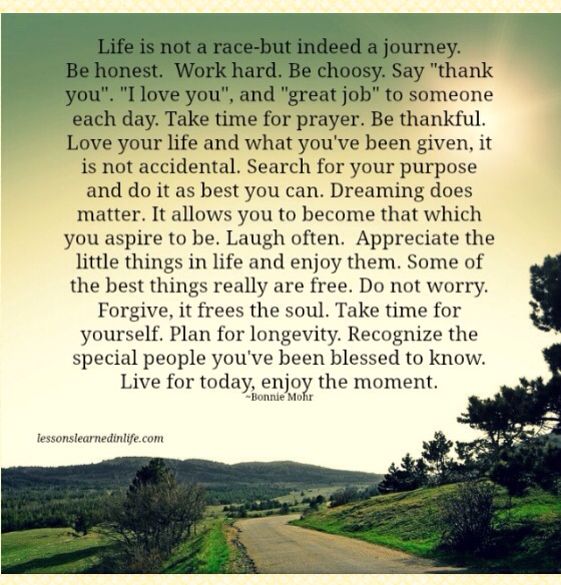 Life is not a race-but indeed a journey.
Be honest.  Work hard. Be choosy. Say "thank
you". "I love you", and "great job" to someone
each day. Take time for prayer. Be thankful.
Love your life and what you've been given, it
is not accidental. Search for your purpose
and do it as best you can. Dreaming does
matter. It allows you to become that which
you aspire to be. Laugh often.  Appreciate the
little things in life and enjoy them. Some of
the best things really are free. Do not worry.
Forgive, it frees the soul. Take time for
yourself. Plan for longevity. Recognize the
special people you've been blessed to know.
Live for today, enjoy the moment.
~Bonnie Mohr
lessonslearnedinlife.com